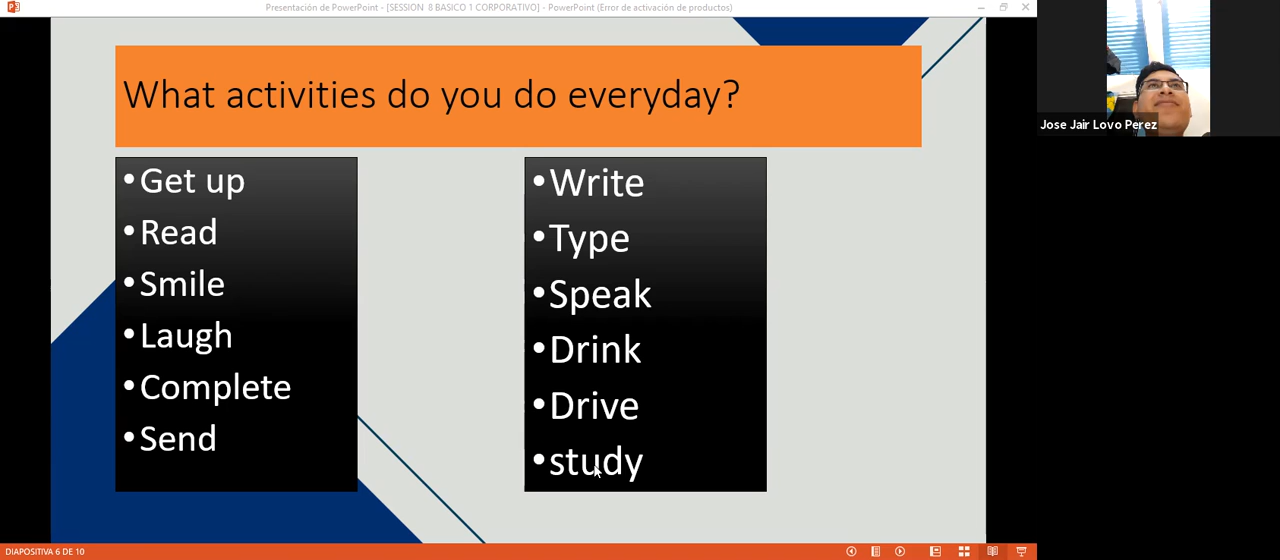 Presentación de PowerPoint - [SESSION 8 BASICO 1 CORPORATIVO] - PowerPoint (Error de activación de productos)
What activities do you do everyday?
•Get up
•Read
•Smile
•Laugh
•Complete
•Send
•Write
•Type
•Speak
•Drink
•Drive
•study
Jose Jair Lovo Perez
DIAPOSITIVA 6 DE 10